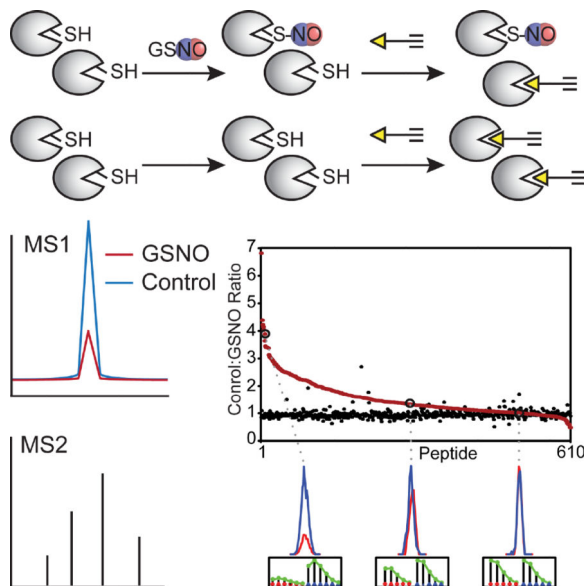 SH
SH
GSNO
S-NO
SH
S-NO
SH
SH
SH
SH
MS1
GSNO
Control
MS2
Conrol:GSNO Ratio
7
6
5
4
3
2
1
0
1
Peptide
610